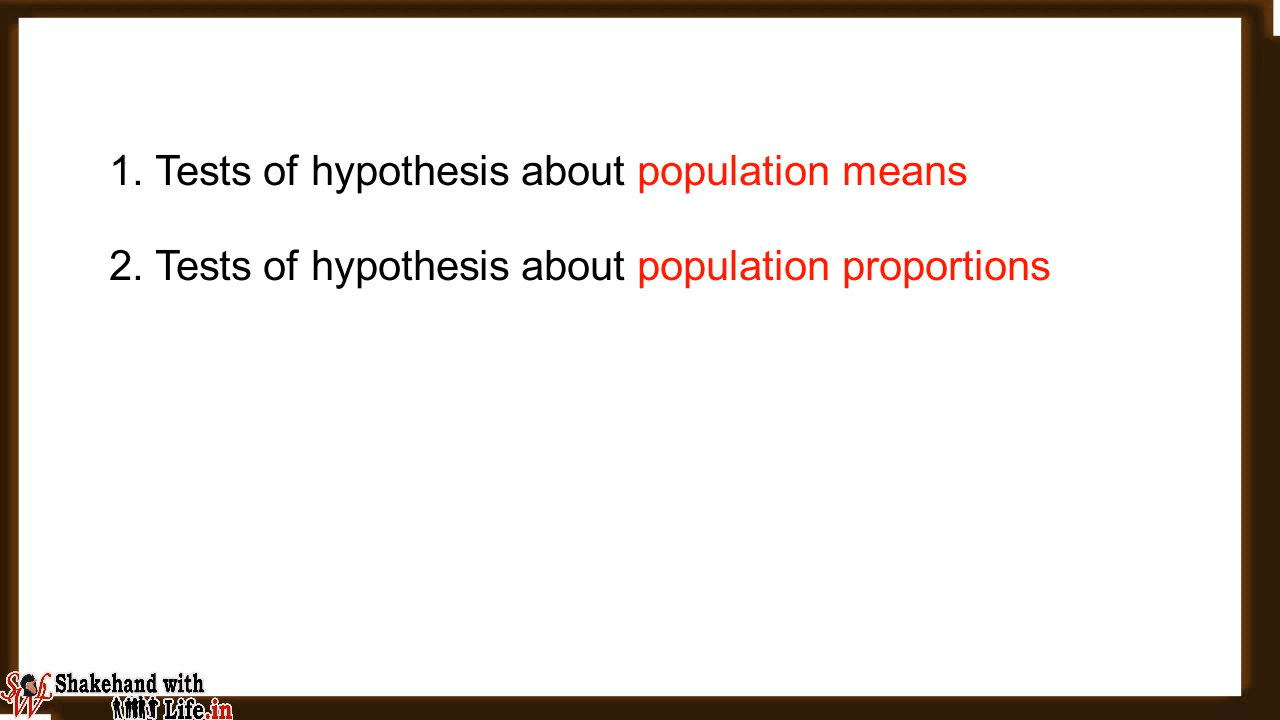 1. Tests of hypothesis about population means
2. Tests of hypothesis about population proportions
Shakehand with
Life.in